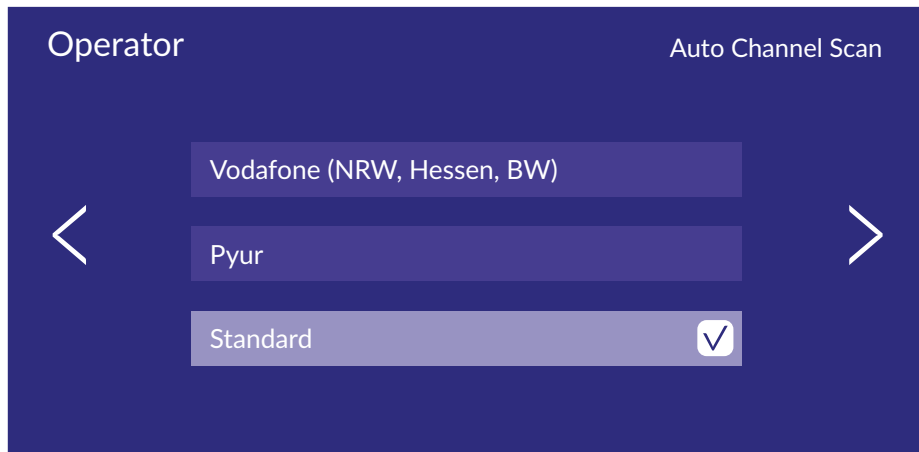 Operator
Auto Channel Scan
Vodafone (NRW, Hessen, BW)
Pyur
Standard